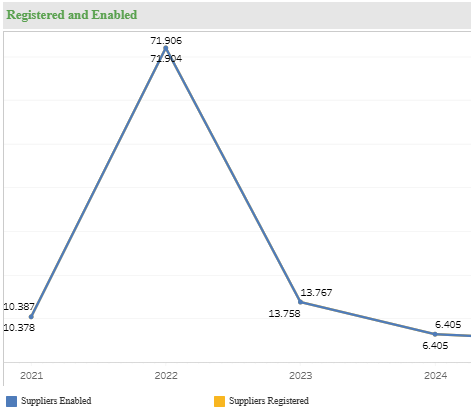 Registered and Enabled
71.906
71.904
10.387
10.378
13.767
13.758
6.405
6.405
2021 2022 2023 2024
Suppliers Enabled Suppliers Registered